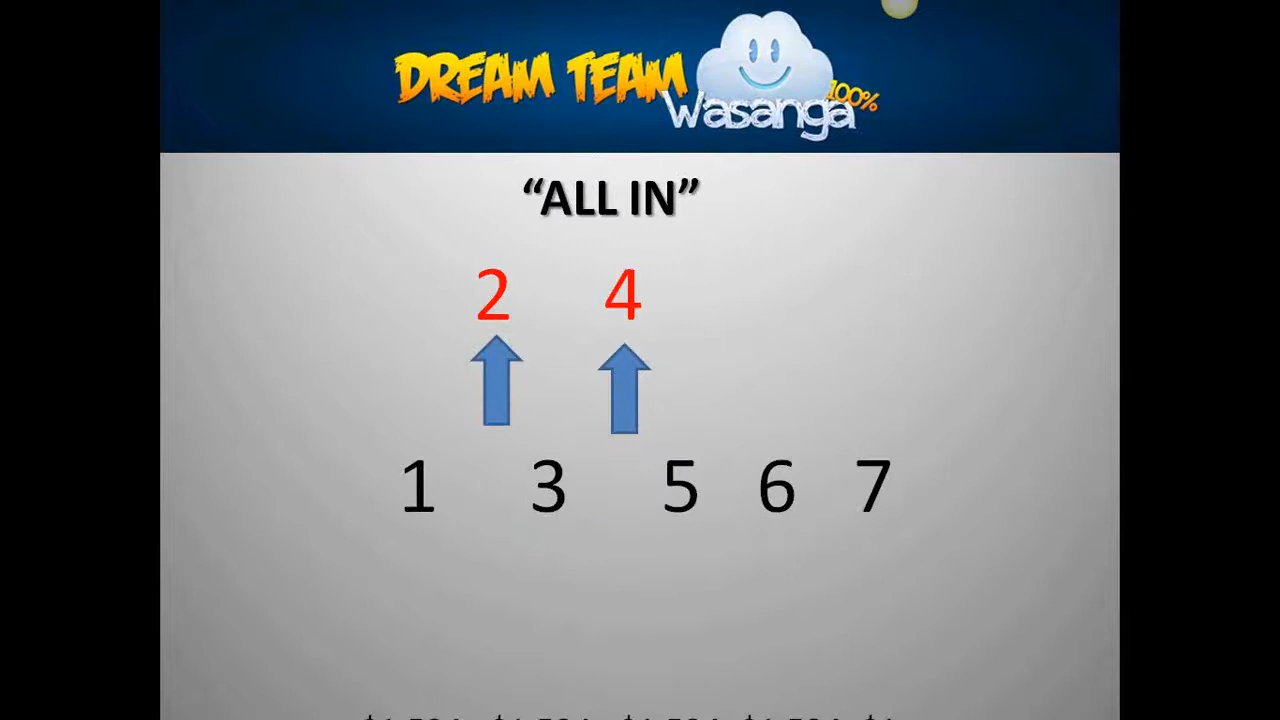 DREAM TEAM
Wasanga 100%
“ALL IN”
2 4
1 3 5 6 7